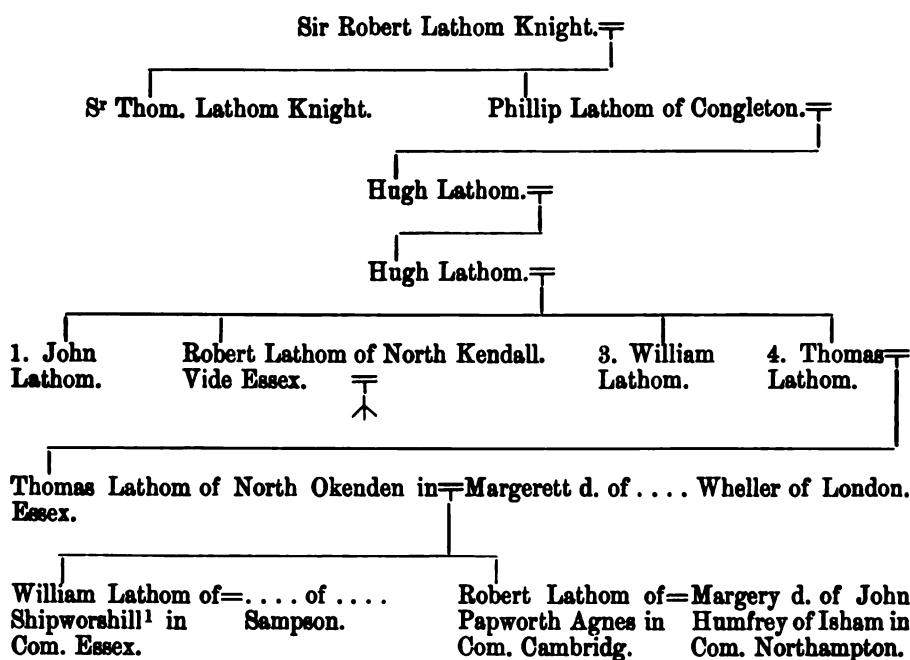 Sir Robert Lathom Knight.
Sr Thom. Lathom Knight. Phillip Lathom of Congleton.
Hugh Lathom.
Hugh Lathom.
1. John Robert Lathom of North Kendall. 3. William 4. Thomas
Lathom. Vide Essex. Lathom. Lathom.
Thomas Lathom of North Okenden in=Margerett d. of .... Wheller of London.
Essex.
William Lathom of=.... of .... Robert Lathom of=Margery d. of John
Shipworshill1 in Sampson. Papworth Agnes in Humfrey of Isham in
Com. Essex. Com. Cambridg. Com. Northampton.